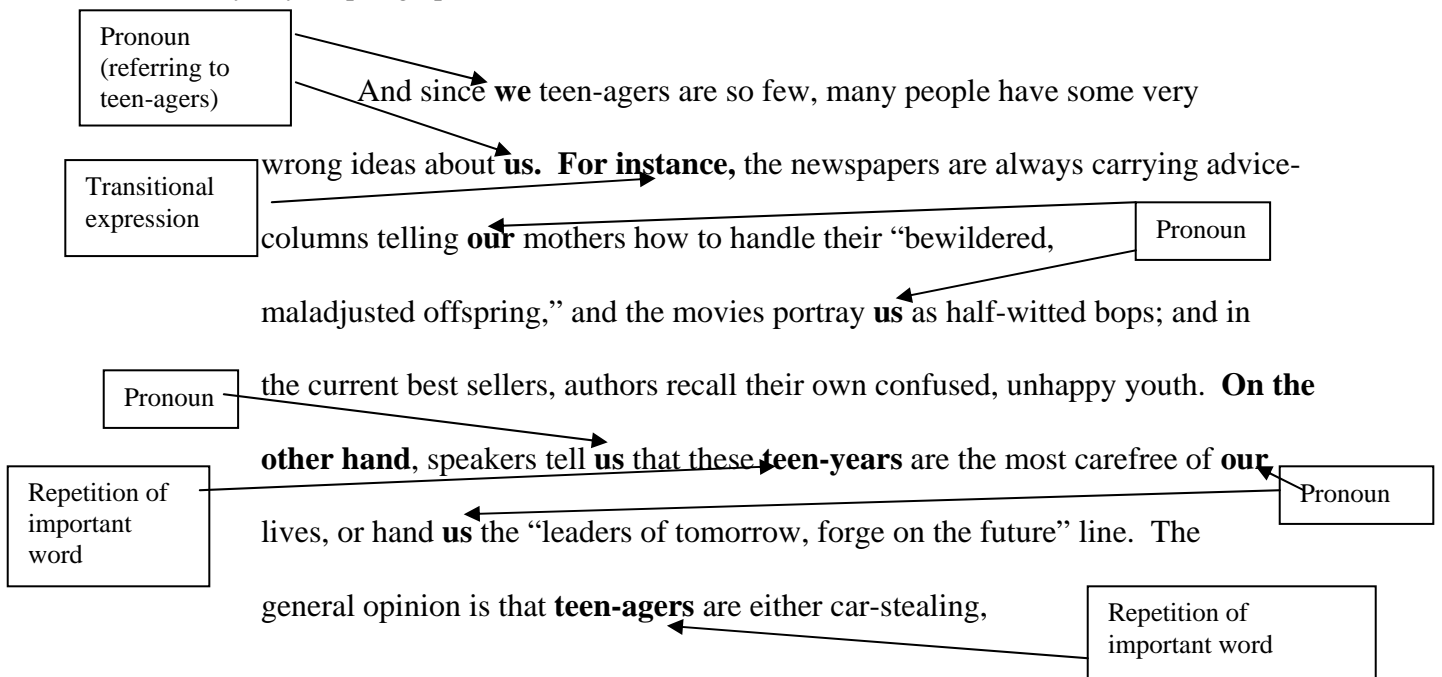 Pronoun
(referring to
teen-agers)
And since we teen-agers are so few, many people have some very
wrong ideas about us.  For instance, the newspapers are always carrying advice-
Transitional
expression
columns telling our mothers how to handle their “bewildered,
Pronoun
maladjusted offspring,” and the movies portray us as half-witted bops; and in
the current best sellers, authors recall their own confused, unhappy youth.  On the
Pronoun
other hand, speakers tell us that these teen-years are the most carefree of our
Repetition of
important
word
Pronoun
lives, or hand us the “leaders of tomorrow, forge on the future” line.  The
general opinion is that teen-agers are either car-stealing,
Repetition of
important word